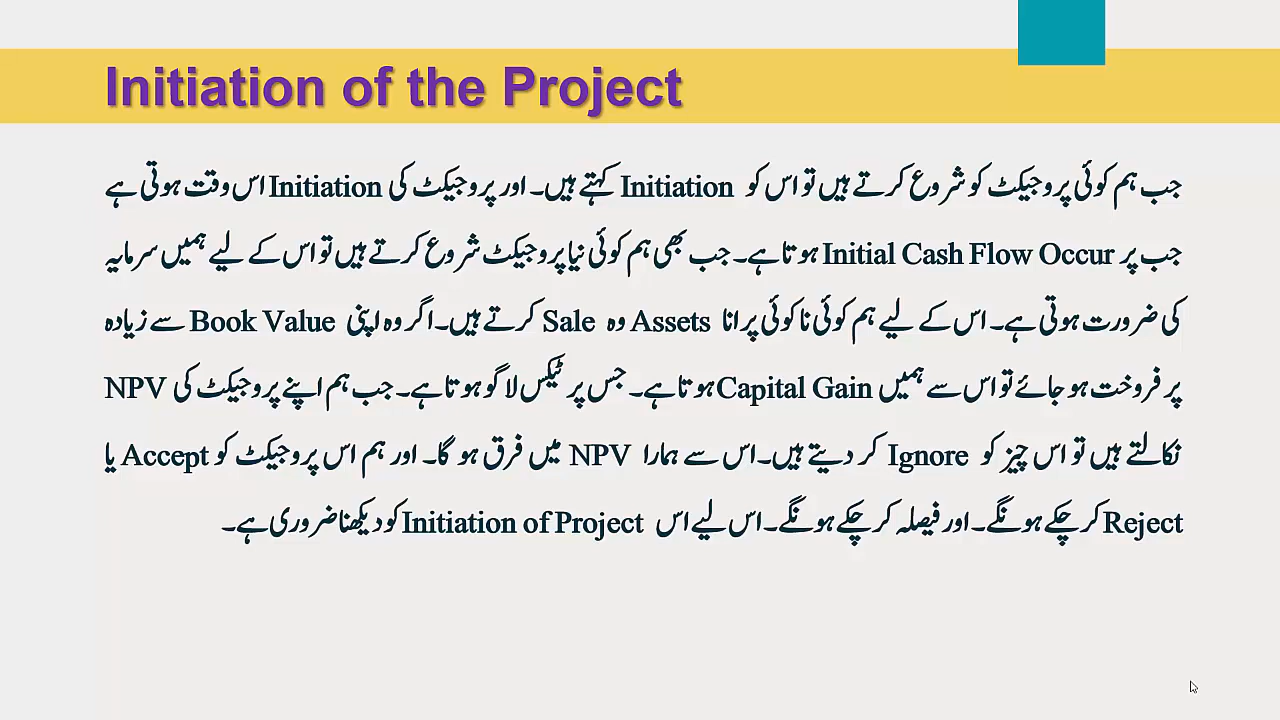 Initiation of the Project
جب ہم کوئی پروجیکٹ کو شروع کرتے ہیں تو اس کو Initiation کہتے ہیں۔ اور پروجیکٹ کی Initiation اس وقت ہوتی ہے
جب پر Initial Cash Flow Occur ہوتا ہے۔ جب بھی ہم کوئی نیا پروجیکٹ شروع کرتے ہیں تو اس کے لیے ہمیں سرمایہ
کی ضرورت ہوتی ہے۔ اس کے لیے ہم کوئی نا کوئی پرانا Assets وہ Sale کرتے ہیں۔ اگر وہ اپنی Book Value سے زیادہ
پر فروخت ہو جائے تو اس سے ہمیں Capital Gain ہوتا ہے۔ جس پر ٹیکس لاگو ہوتا ہے۔ جب ہم اپنے پروجیکٹ کی NPV
نکالتے ہیں تو اس چیز کو Ignore کر دیتے ہیں۔ اس سے ہمارا NPV میں فرق ہو گا۔ اور ہم اس پروجیکٹ کو Accept یا
Reject کر چکے ہونگے۔ اور فیصلہ کر چکے ہونگے۔ اس لیے اس Initiation of Project کو دیکھنا ضروری ہے۔